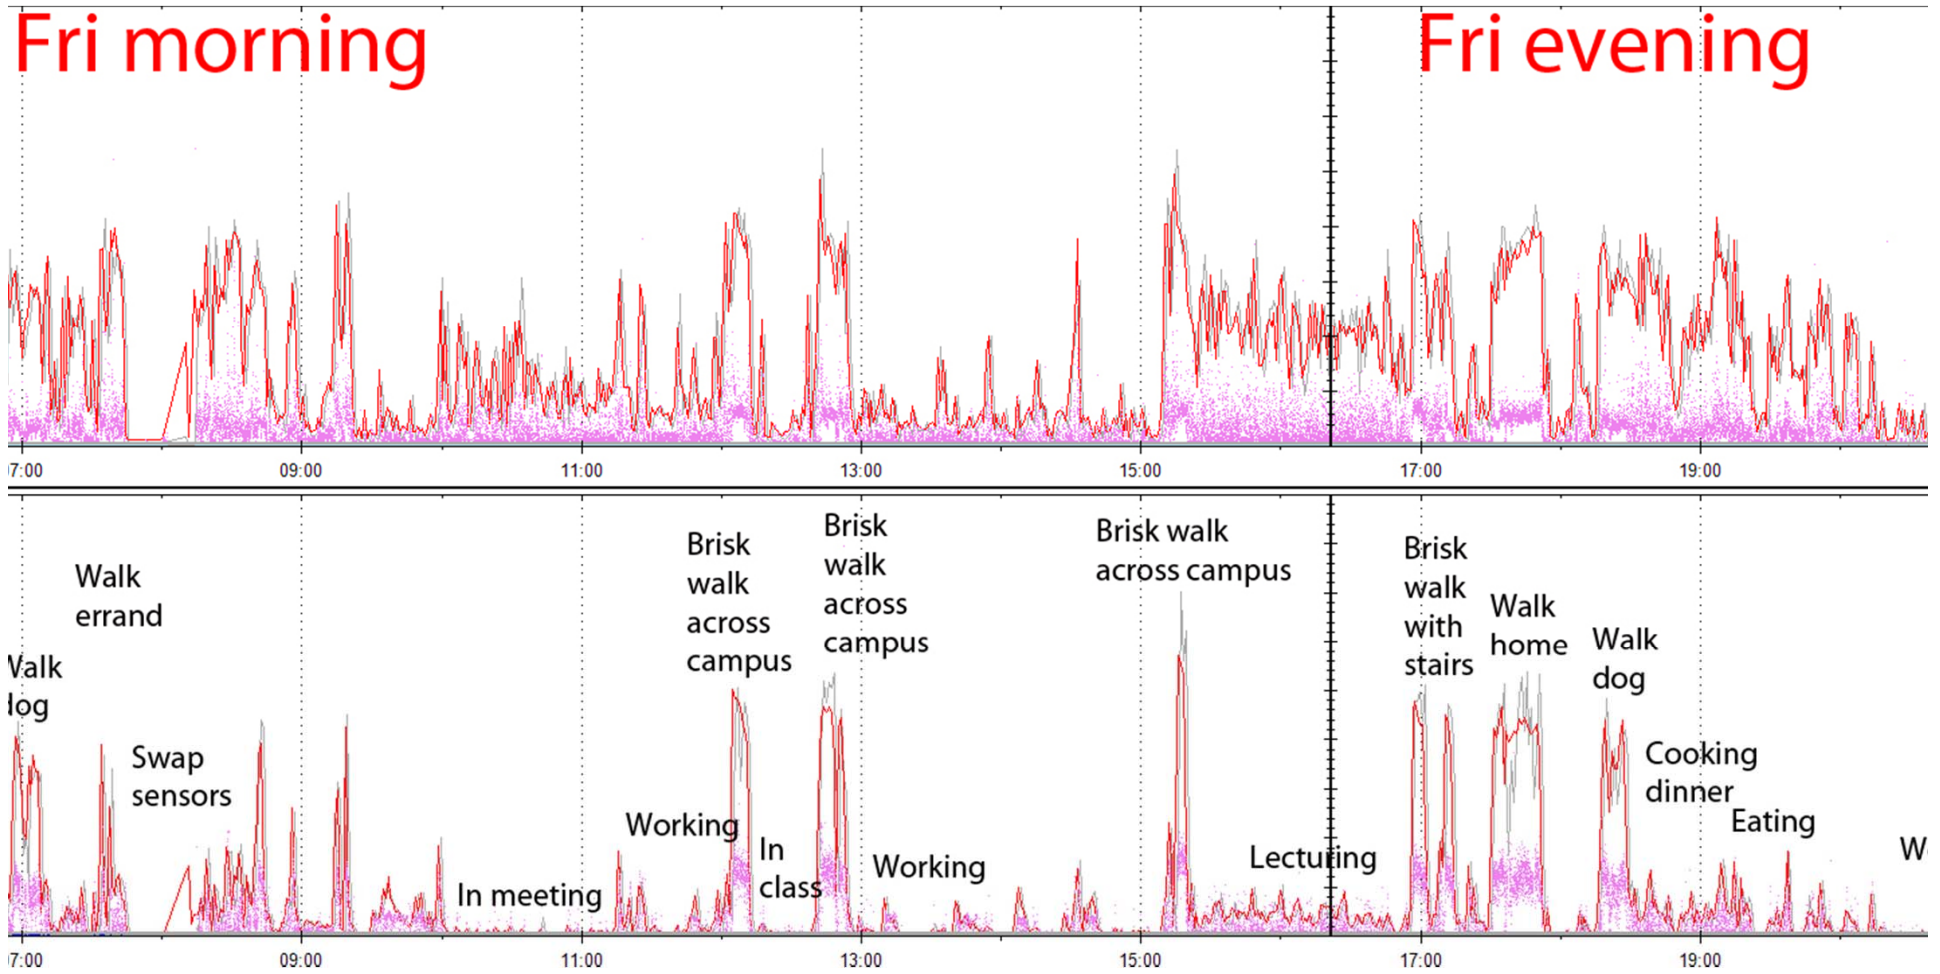 Fri morning
Fri evening
07:00 09:00 11:00 13:00 15:00 17:00 19:00
Walk
errand
Walk
dog
Swap
sensors
In meeting
Working
Brisk
walk
across
campus
In
class
Brisk
walk
across
campus
Working
Brisk walk
across campus
Lecturing
Brisk
walk
with
stairs
Walk
home
Walk
dog
Cooking
dinner
Eating
07:00 09:00 11:00 13:00 15:00 17:00 19:00